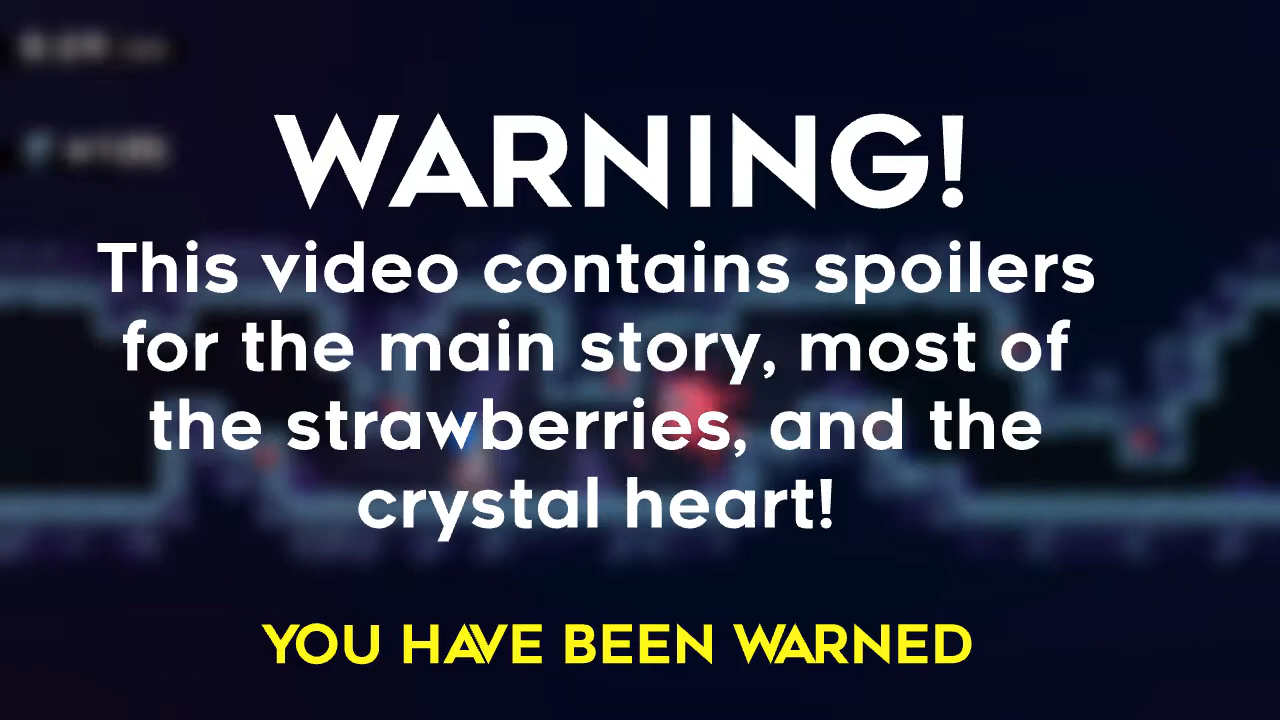 WARNING!
This video contains spoilers
for the main story, most of
the strawberries, and the
crystal heart!
YOU HAVE BEEN WARNED